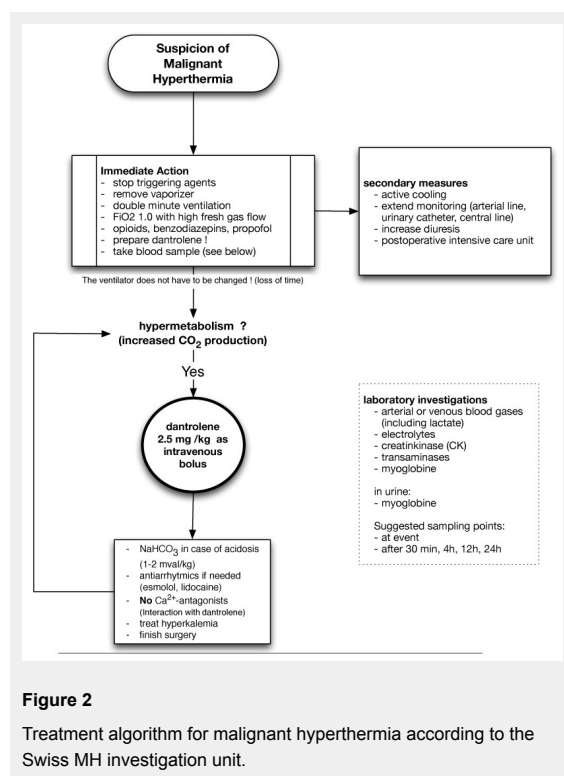 Suspicion of
Malignant
Hyperthermia
Immediate Action
- stop triggering agents
- remove vaporizer
- double minute ventilation
- FiO2 1.0 with high fresh gas flow
- opioids, benzodiazepins, propofol
- prepare dantrolene !
- take blood sample (see below)
secondary measures
- active cooling
- extend monitoring (arterial line,
urinary catheter, central line)
- increase diuresis
- postoperative intensive care unit
The ventilator does not have to be changed ! (loss of time)
hypermetabolism ?
(increased CO2 production)
Yes
dantrolene
2.5 mg /kg as
intravenous
bolus
laboratory investigations
- arterial or venous blood gases
(including lactate)
- electrolytes
- creatinkinase (CK)
- transaminases
- myoglobine
in urine:
- myoglobine
Suggested sampling points:
- at event
- after 30 min, 4h, 12h, 24h
- NaHCO3 in case of acidosis
(1-2 mval/kg)
- antiarrhytmics if needed
(esmolol, lidocaine)
- No Ca2+-antagonists
(Interaction with dantrolene)
- treat hyperkalemia
- finish surgery
Figure 2
Treatment algorithm for malignant hyperthermia according to the
Swiss MH investigation unit.